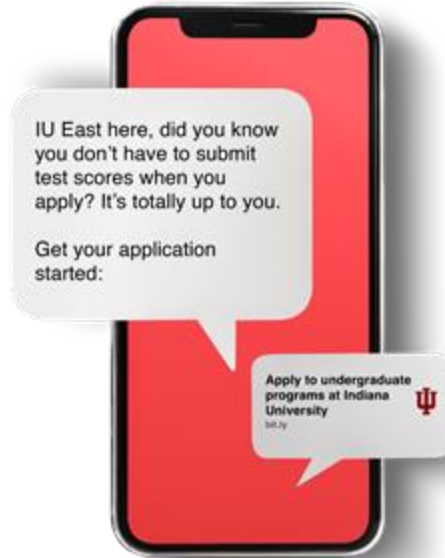 IU East here, did you know
you don't have to submit
test scores when you
apply? It's totally up to you.
Get your application
started:
Apply to undergraduate
programs at Indiana
University
bit.ly